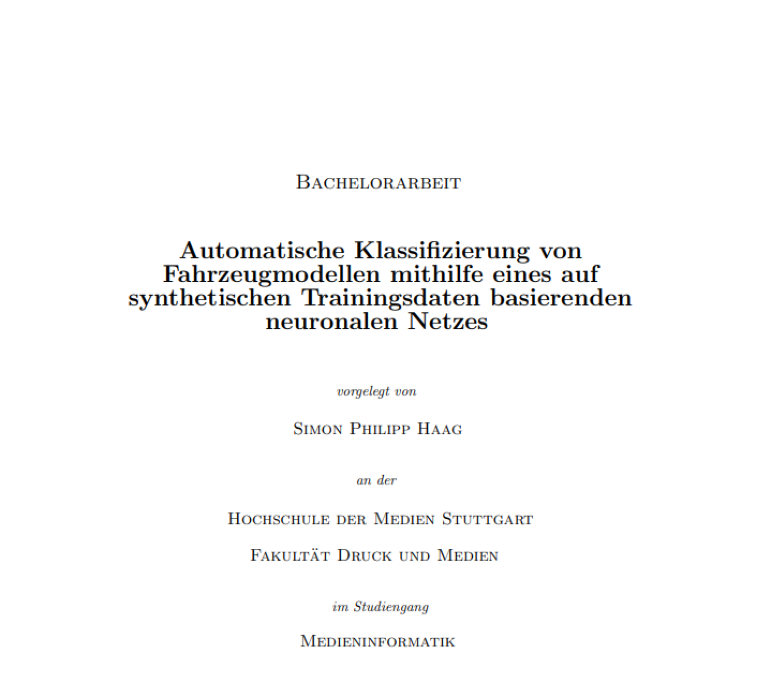 Bachelorarbeit
Automatische Klassifizierung von
Fahrzeugmodellen mithilfe eines auf
synthetischen Trainingsdaten basierenden
neuronalen Netzes
vorgelegt von
Simon Philipp Haag
an der
Hochschule der Medien Stuttgart
Fakultät Druck und Medien
im Studiengang
Medieninformatik